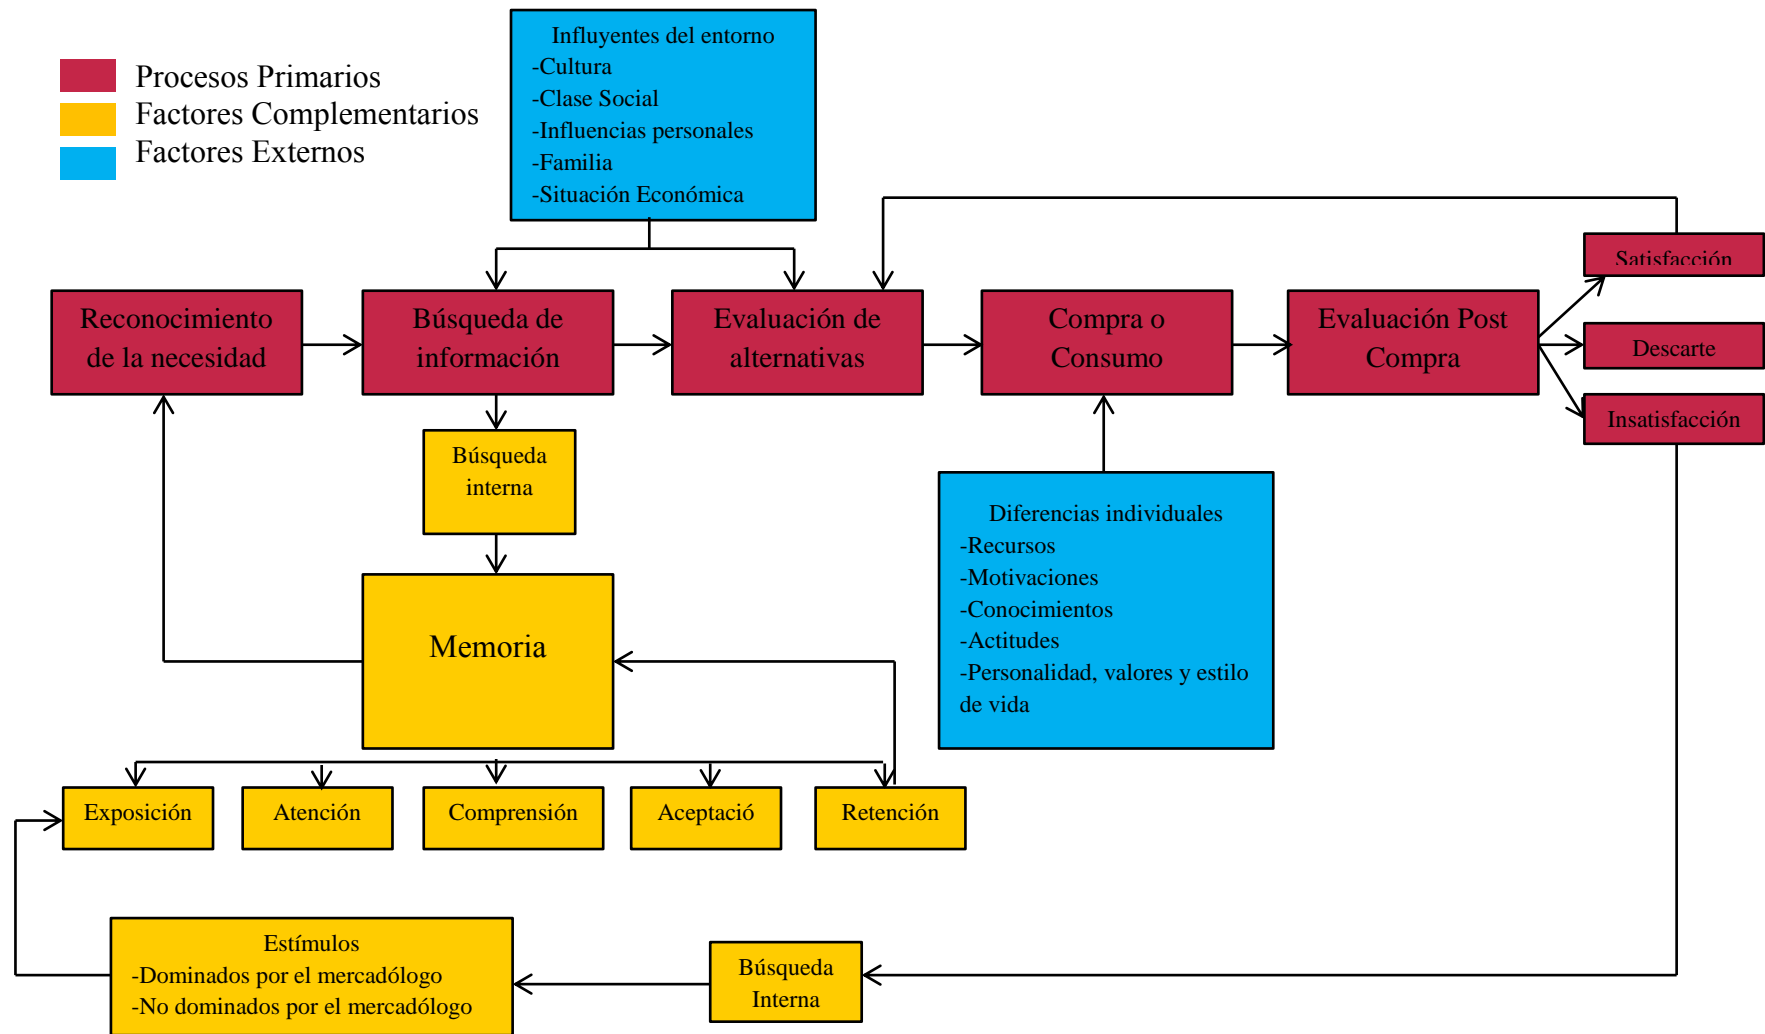 Influyentes del entorno
-Cultura
-Clase Social
-Influencias personales
-Familia
-Situación Económica
Procesos Primarios
Factores Complementarios
Factores Externos
Satisfacción
Reconocimiento
de la necesidad
Búsqueda de
información
Evaluación de
alternativas
Compra o
Consumo
Evaluación Post
Compra
Descarte
Insatisfacción
Búsqueda
interna
Diferencias individuales
-Recursos
-Motivaciones
-Conocimientos
-Actitudes
-Personalidad, valores y estilo
de vida
Memoria
Exposición
Atención
Comprensión
Aceptació
Retención
Estímulos
-Dominados por el mercadólogo
-No dominados por el mercadólogo
Búsqueda
Interna